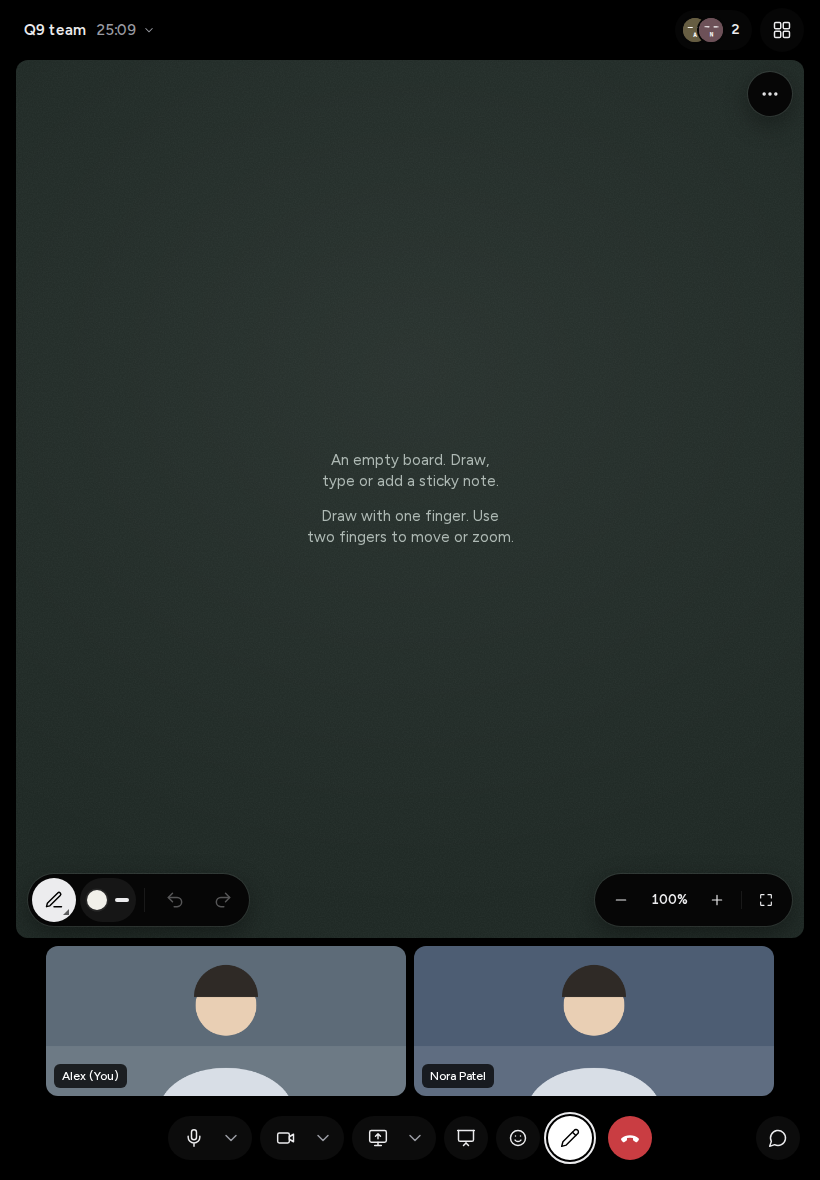 Q9 team 25:09
A N 2
An empty board. Draw,
type or add a sticky note.
Draw with one finger. Use
two fingers to move or zoom.
100%
Alex (You)
Nora Patel